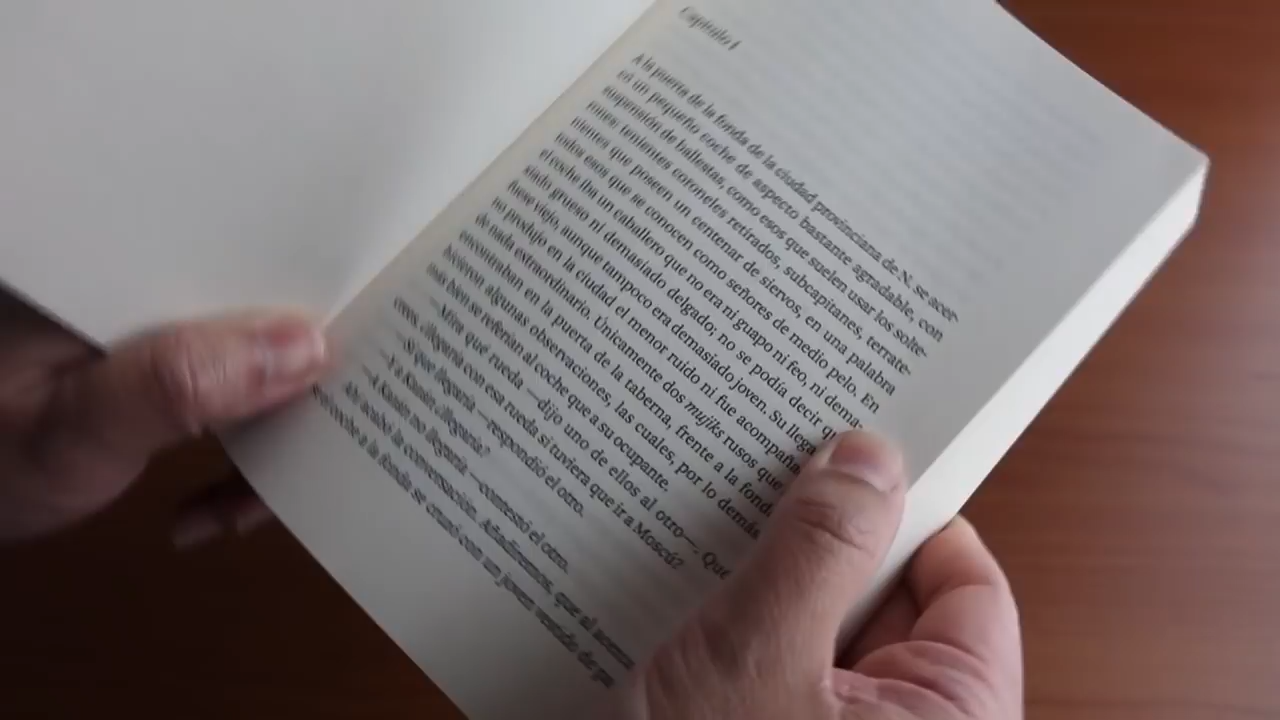 Capítulo I
A la puerta de la fonda de la ciudad provinciana de N. se acer-
có un pequeño coche de aspecto bastante agradable, con
suspensión de ballestas, como esos que suelen usar los solte-
rones: tenientes coroneles retirados, subcapitanes, terrate-
nientes que poseen un centenar de siervos, en una palabra
todos esos que se conocen como señores de medio pelo. En
el coche iba un caballero que no era ni guapo ni feo, ni dema-
siado grueso ni demasiado delgado; no se podía decir qu
fuese viejo, aunque tampoco era demasiado joven. Su llega
no produjo en la ciudad el menor ruido ni fue acompaña
de nada extraordinario. Únicamente dos mujiks rusos que
encontraban en la puerta de la taberna, frente a la fond
hicieron algunas observaciones, las cuales, por lo demás
más bien se referían al coche que a su ocupante.
—Mira qué rueda —dijo uno de ellos al otro—. Qué
crees, ¿llegaría con esa rueda si tuviera que ir a Moscú?
—Sí que llegaría —respondió el otro.
—Y a Kazán, ¿llegaría?
—A Kazán no llegaría —contestó el otro.
Ahí acabó la conversación. Añadiremos, que al acerca
el coche a la fonda se cruzó con un joven vestido de pa